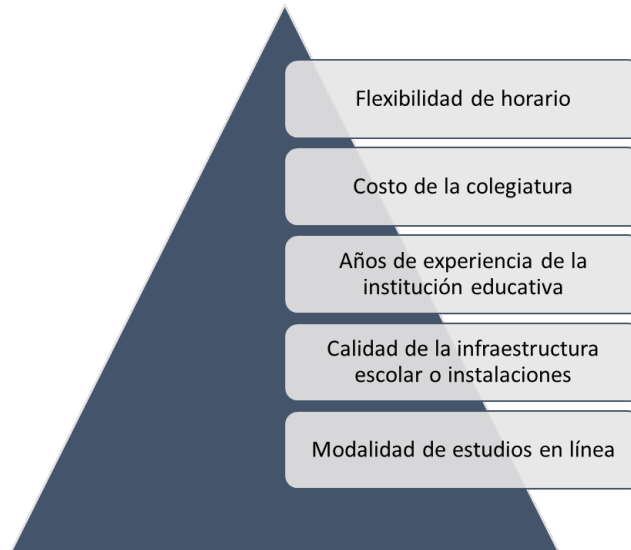 Flexibilidad de horario
Costo de la colegiatura
Años de experiencia de la
institución educativa
Calidad de la infraestructura
escolar o instalaciones
Modalidad de estudios en línea